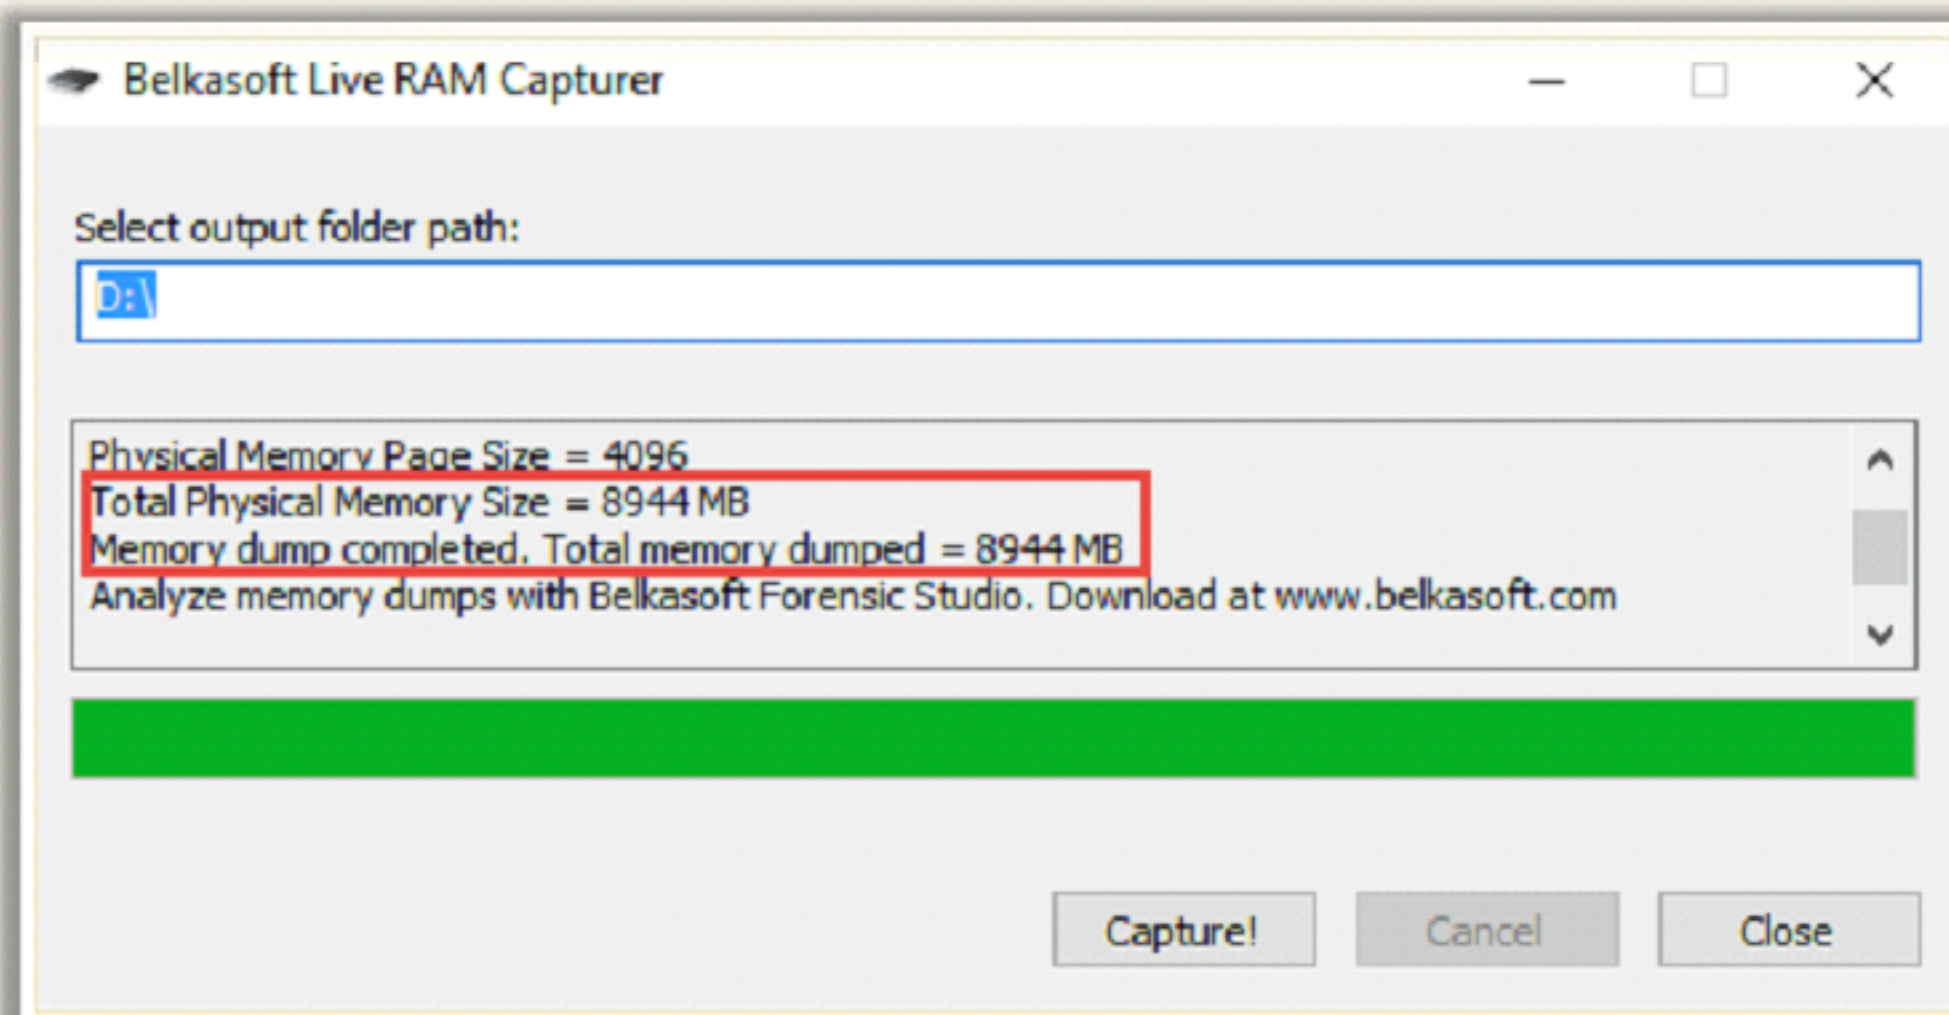 Belkasoft Live RAM Capturer
Select output folder path:
D:\
Physical Memory Page Size = 4096
Total Physical Memory Size = 8944 MB
Memory dump completed. Total memory dumped = 8944 MB
Analyze memory dumps with Belkasoft Forensic Studio. Download at www.belkasoft.com
Capture! Cancel Close